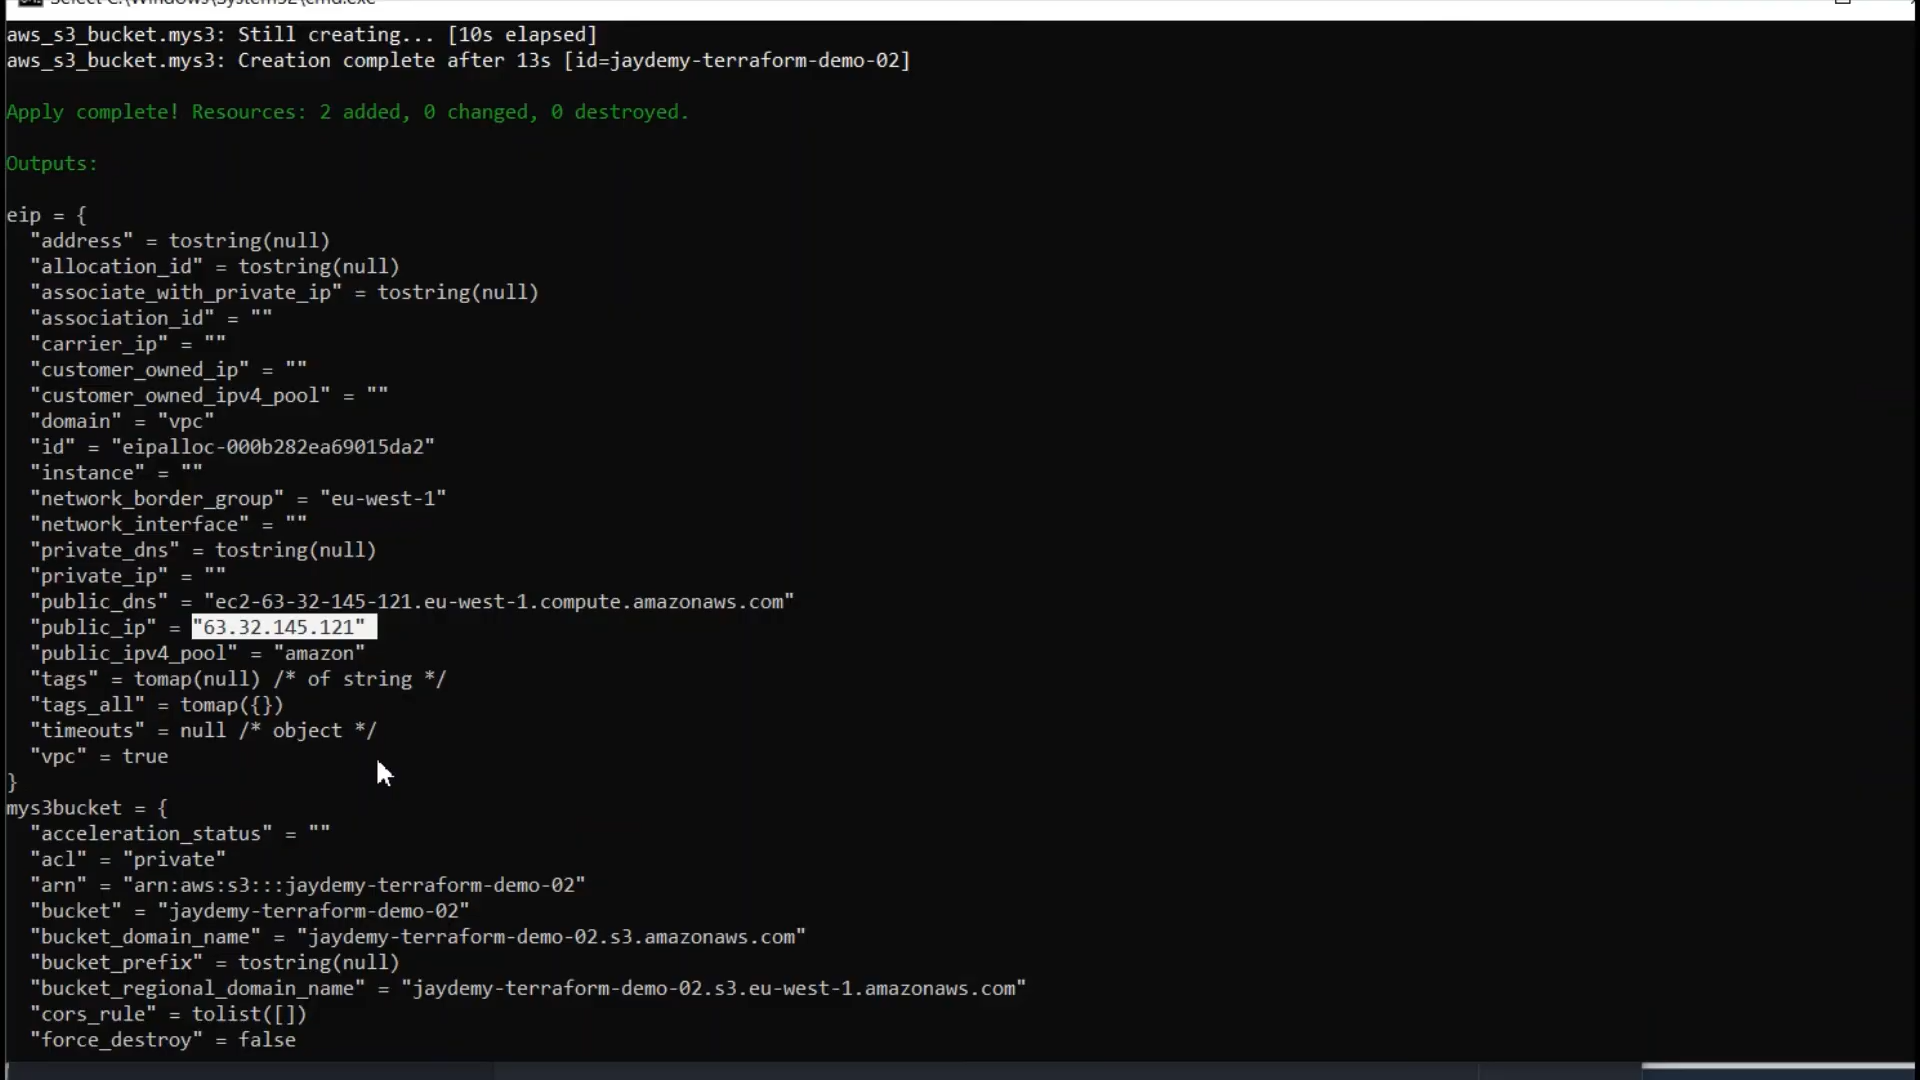 Select C:\Windows\System32\cmd.exe
aws_s3_bucket.mys3: Still creating... [10s elapsed]
aws_s3_bucket.mys3: Creation complete after 13s [id=jaydemy-terraform-demo-02]
Apply complete! Resources: 2 added, 0 changed, 0 destroyed.
Outputs:
eip = {
  "address" = tostring(null)
  "allocation_id" = tostring(null)
  "associate_with_private_ip" = tostring(null)
  "association_id" = ""
  "carrier_ip" = ""
  "customer_owned_ip" = ""
  "customer_owned_ipv4_pool" = ""
  "domain" = "vpc"
  "id" = "eipalloc-000b282ea69015da2"
  "instance" = ""
  "network_border_group" = "eu-west-1"
  "network_interface" = ""
  "private_dns" = tostring(null)
  "private_ip" = ""
  "public_dns" = "ec2-63-32-145-121.eu-west-1.compute.amazonaws.com"
  "public_ip" = "63.32.145.121"
  "public_ipv4_pool" = "amazon"
  "tags" = tomap(null) /* of string */
  "tags_all" = tomap({})
  "timeouts" = null /* object */
  "vpc" = true
}
mys3bucket = {
  "acceleration_status" = ""
  "acl" = "private"
  "arn" = "arn:aws:s3:::jaydemy-terraform-demo-02"
  "bucket" = "jaydemy-terraform-demo-02"
  "bucket_domain_name" = "jaydemy-terraform-demo-02.s3.amazonaws.com"
  "bucket_prefix" = tostring(null)
  "bucket_regional_domain_name" = "jaydemy-terraform-demo-02.s3.eu-west-1.amazonaws.com"
  "cors_rule" = tolist([])
  "force_destroy" = false